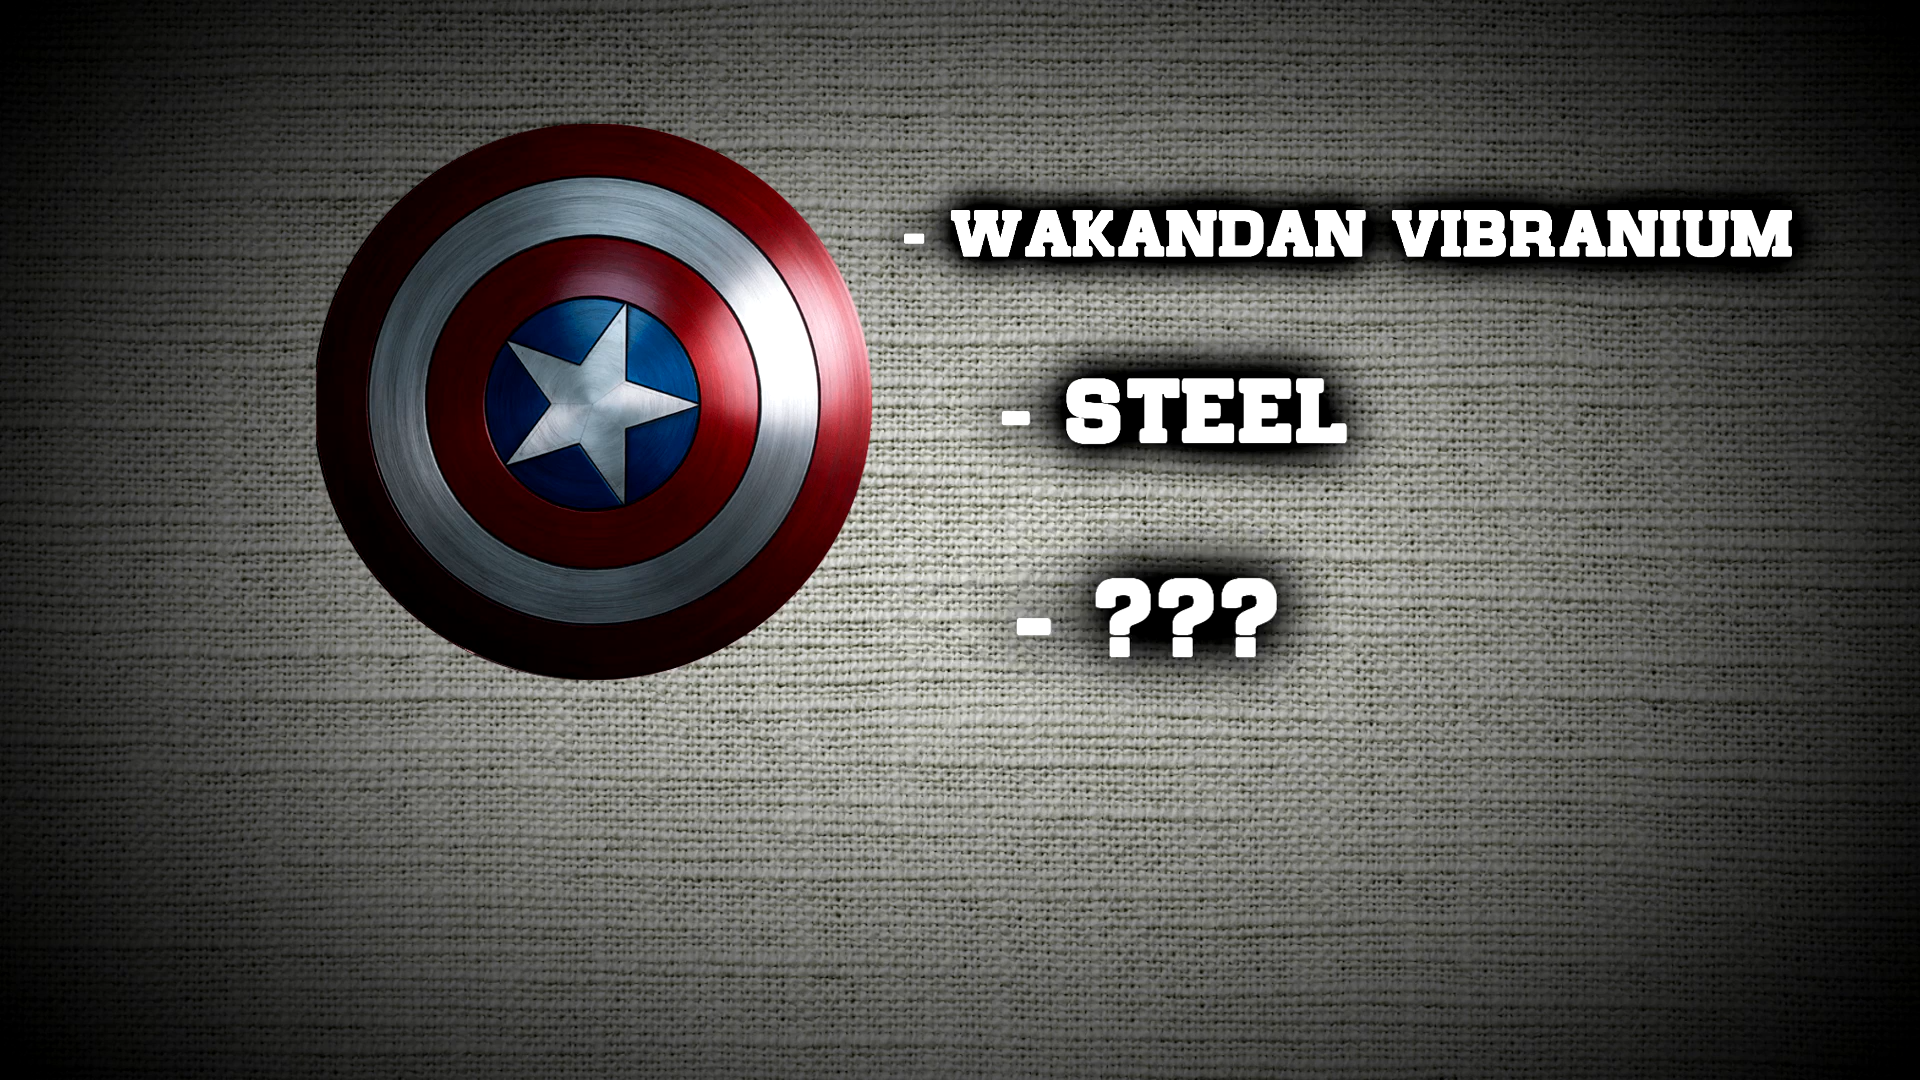 - WAKANDAN VIBRANIUM
- STEEL
- ???